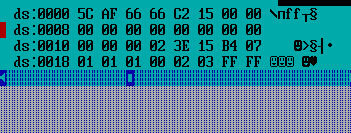 ds:0000 5C AF 66 66 C2 15 00 00 \пff┬§
ds:0008 00 00 00 00 00 00 00 00
ds:0010 00 00 00 02 3E 15 B4 07    ☻>§┤•
ds:0018 01 01 01 00 02 03 FF FF ☺☺☺ ☻♥